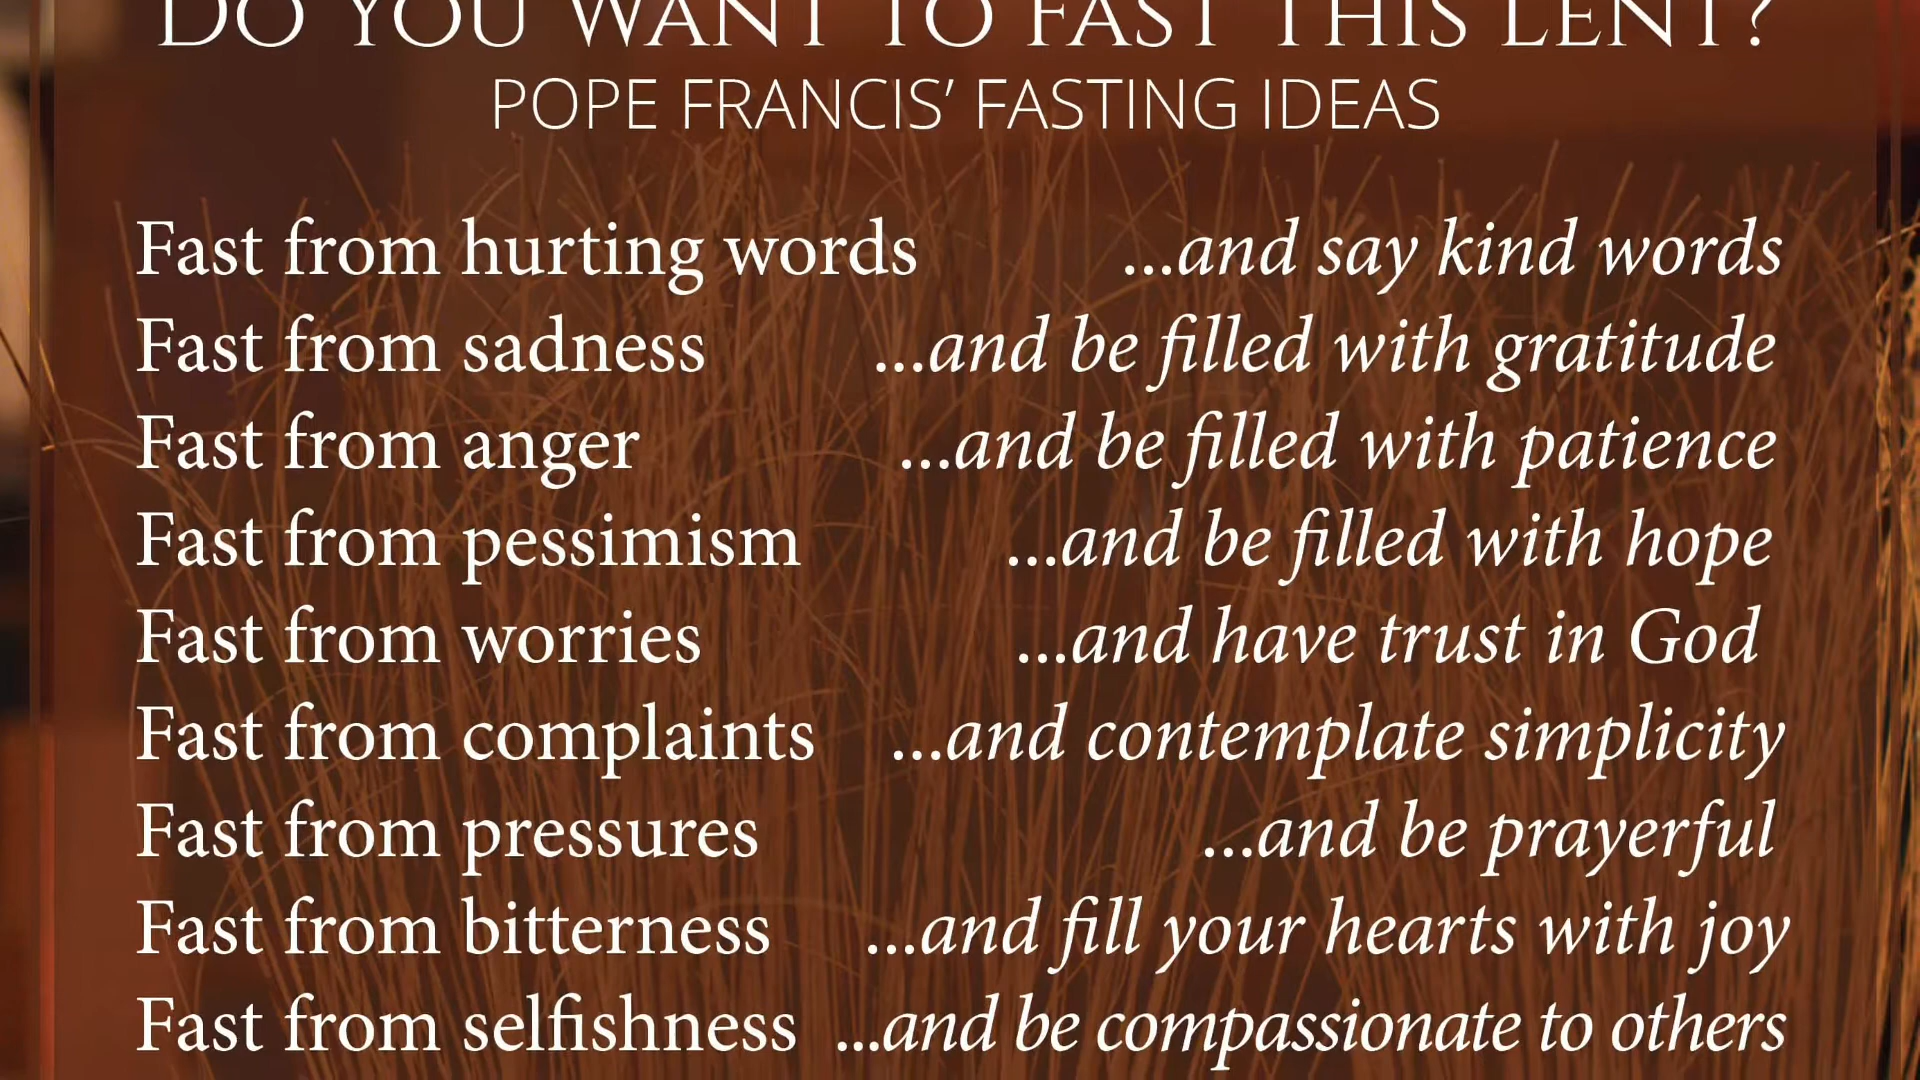 DO YOU WANT TO FAST THIS LENT?
POPE FRANCIS’ FASTING IDEAS
Fast from hurting words ...and say kind words
Fast from sadness ...and be filled with gratitude
Fast from anger ...and be filled with patience
Fast from pessimism ...and be filled with hope
Fast from worries ...and have trust in God
Fast from complaints ...and contemplate simplicity
Fast from pressures ...and be prayerful
Fast from bitterness ...and fill your hearts with joy
Fast from selfishness ...and be compassionate to others